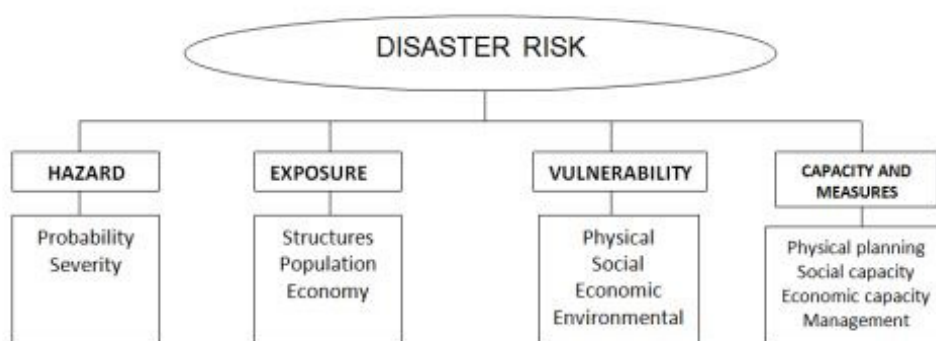 DISASTER RISK
HAZARD
Probability
Severity
EXPOSURE
Structures
Population
Economy
VULNERABILITY
Physical
Social
Economic
Environmental
CAPACITY AND
MEASURES
Physical planning
Social capacity
Economic capacity
Management